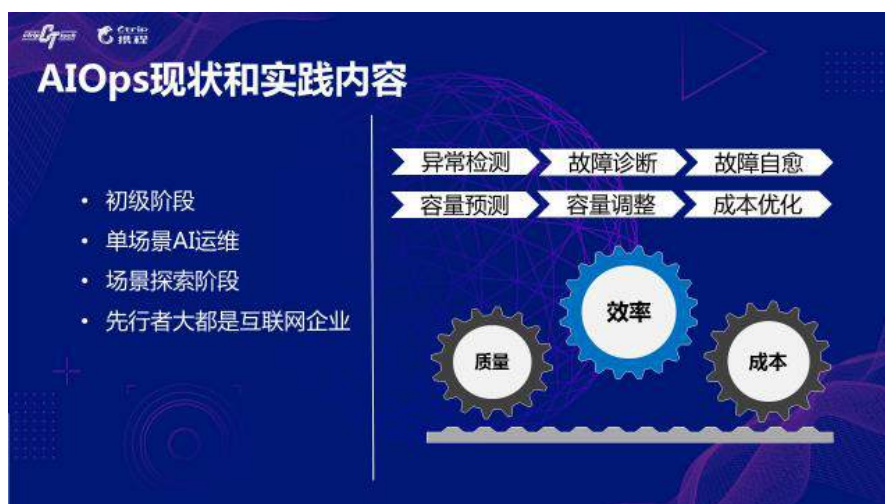 Ctrip
携程
AIOps现状和实践内容
• 初级阶段
• 单场景AI运维
• 场景探索阶段
• 先行者大都是互联网企业
异常检测 故障诊断 故障自愈
容量预测 容量调整 成本优化
效率
质量
成本